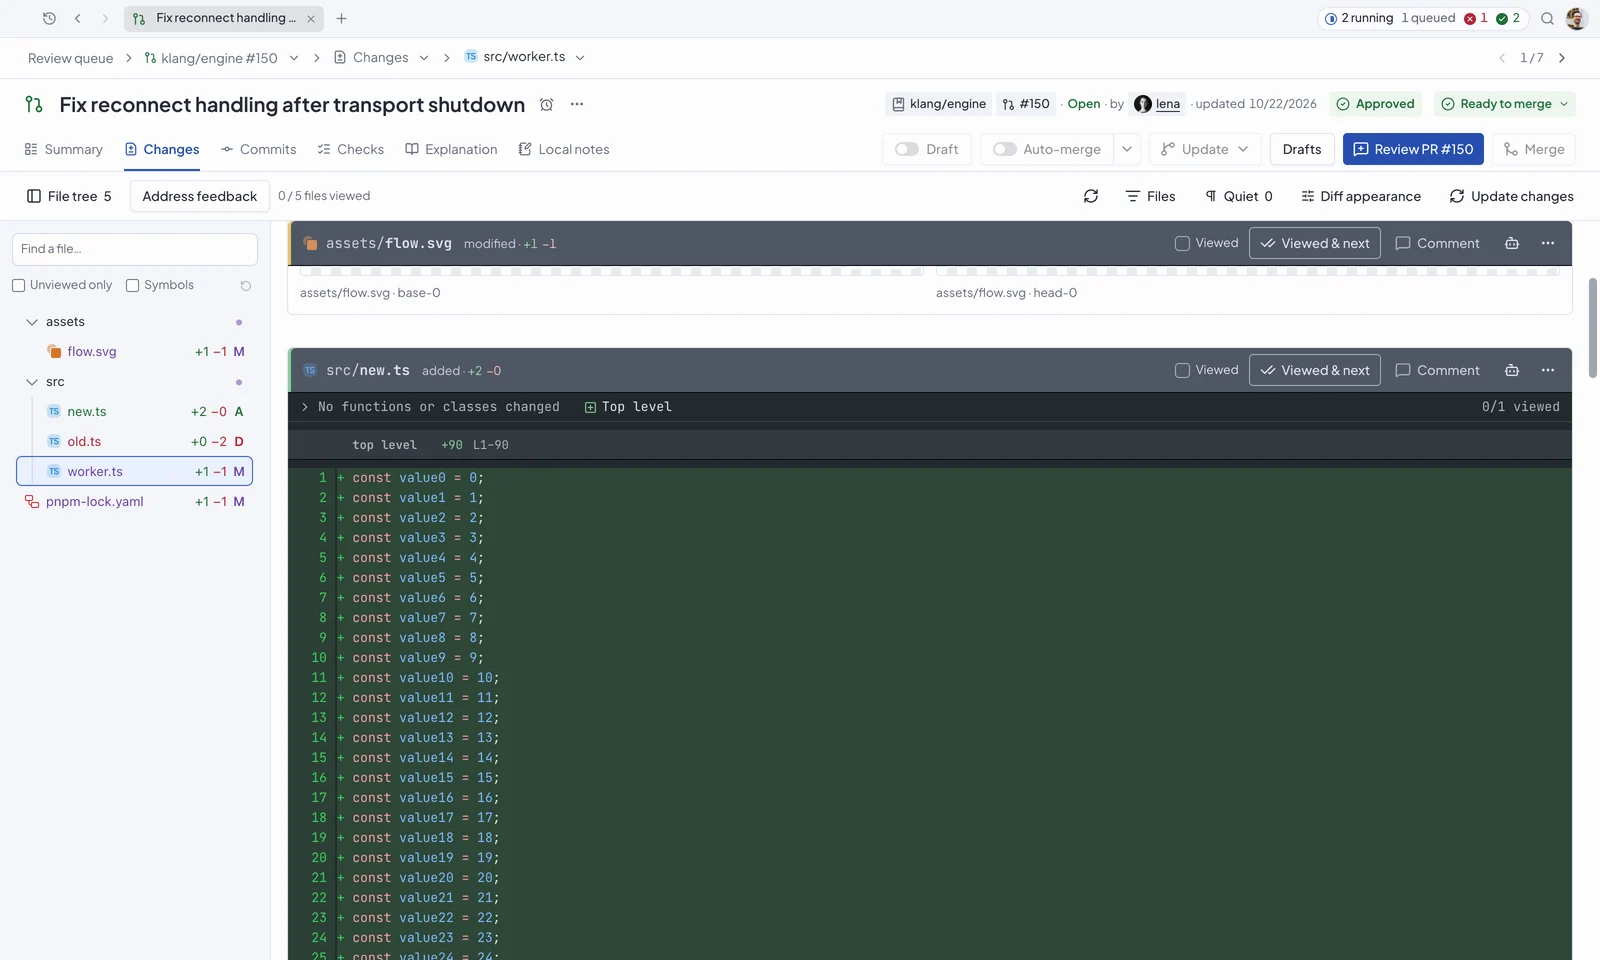 Fix reconnect handling ...
2 running 1 queued 1 2
Review queue klang/engine #150 Changes TS src/worker.ts 1/7
Fix reconnect handling after transport shutdown
klang/engine #150 · Open · by lena · updated 10/22/2026 Approved Ready to merge
Summary Changes Commits Checks Explanation Local notes
Draft Auto-merge Update Drafts Review PR #150 Merge
File tree 5 Address feedback 0 / 5 files viewed
Files Quiet 0 Diff appearance Update changes
Find a file...
Unviewed only Symbols
assets
flow.svg +1 −1 M
src
TS new.ts +2 −0 A
TS old.ts +0 −2 D
TS worker.ts +1 −1 M
pnpm-lock.yaml +1 −1 M
assets/flow.svg modified · +1 −1 Viewed Viewed & next Comment
assets/flow.svg · base-0 assets/flow.svg · head-0
TS src/new.ts added · +2 −0 Viewed Viewed & next Comment
No functions or classes changed Top level 0/1 viewed
top level +90 L1–90
1 + const value0 = 0;
2 + const value1 = 1;
3 + const value2 = 2;
4 + const value3 = 3;
5 + const value4 = 4;
6 + const value5 = 5;
7 + const value6 = 6;
8 + const value7 = 7;
9 + const value8 = 8;
10 + const value9 = 9;
11 + const value10 = 10;
12 + const value11 = 11;
13 + const value12 = 12;
14 + const value13 = 13;
15 + const value14 = 14;
16 + const value15 = 15;
17 + const value16 = 16;
18 + const value17 = 17;
19 + const value18 = 18;
20 + const value19 = 19;
21 + const value20 = 20;
22 + const value21 = 21;
23 + const value22 = 22;
24 + const value23 = 23;
25 + const value24 = 24;